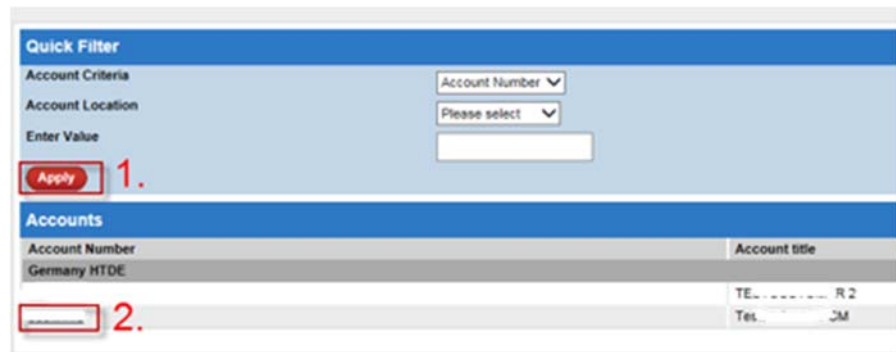 Quick Filter
Account Criteria Account Number
Account Location Please select
Enter Value
Apply 1.
Accounts
Account Number Account title
Germany HTDE
R 2
2.